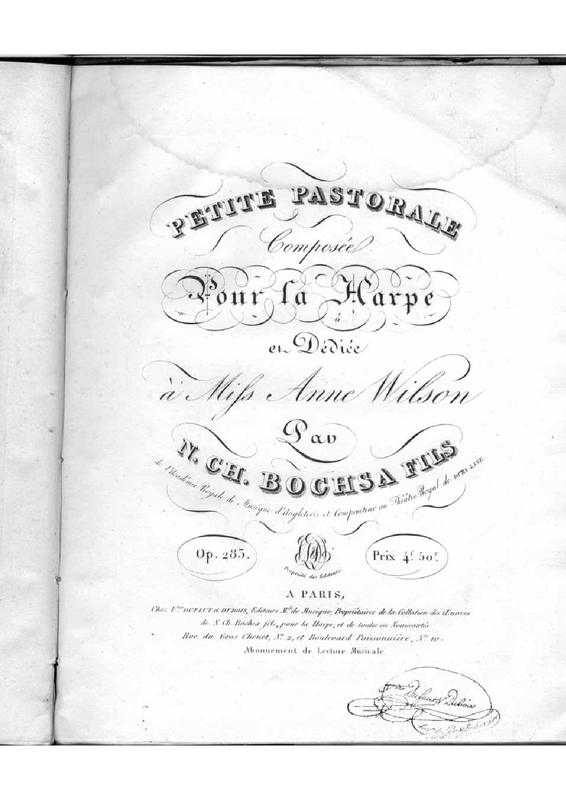 PETITE PASTORALE
Composée
Pour la Harpe
et Dédiée
à Miſs Anne Wilson
Par
N. CH. BOCHSA FILS
de l'Académie Royale de Musique d'Angleterre et Compositeur au Théâtre Royal de DRURY LANE
Op. 283.
Prix 4f. 50c.
Propriété des Editeurs
A PARIS,
Chez Vve DUFAUT & DUBOIS, Editeurs Mds de Musique, Propriétaires de la Collection des Œuvres
de N. Ch. Bochsa, fils, pour la Harpe, et de toutes ses Nouveautés
Rue du Gros Chenet, No. 2, et Boulevard Poissonnière, No. 10.
Abonnement de Lecture Musicale
Dufaut & Dubois